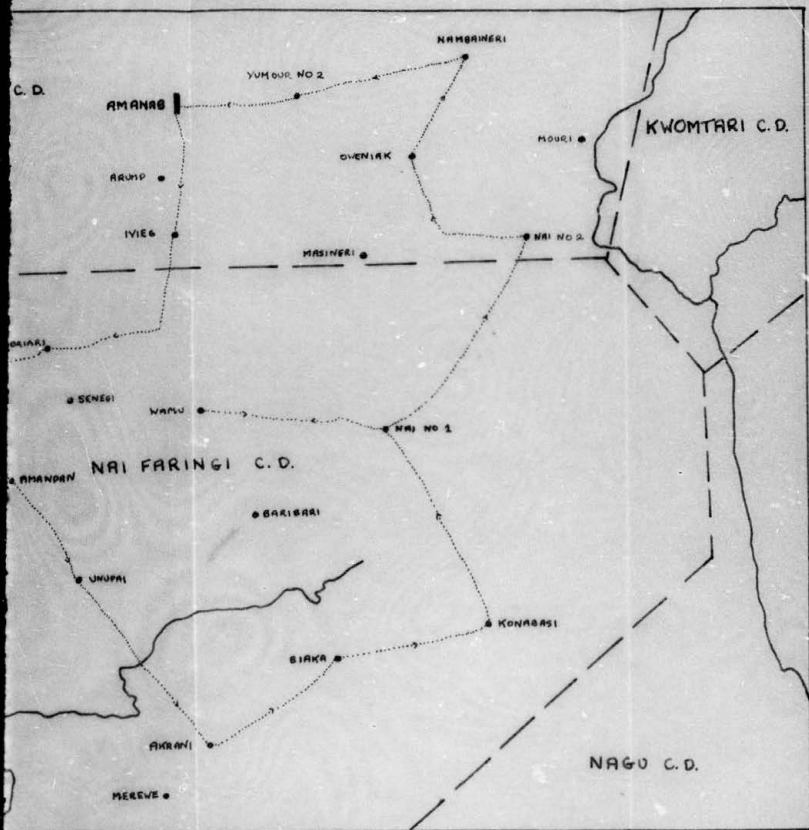 NAMBAINERI
YUMOUR NO 2
C. D.
AMANAB
KWOMTARI C.D.
MOURI
OWENIAK
ARUMP
IVIEG
NAI NO 2
MASINERI
ORIARI
SENEGI
WAMU
NAI NO 1
NAI FARINGI C.D.
AMANDAN
BARIBARI
UNUPAI
KONABASI
BIAKA
AKRANI
NAGU C.D.
MEREWE